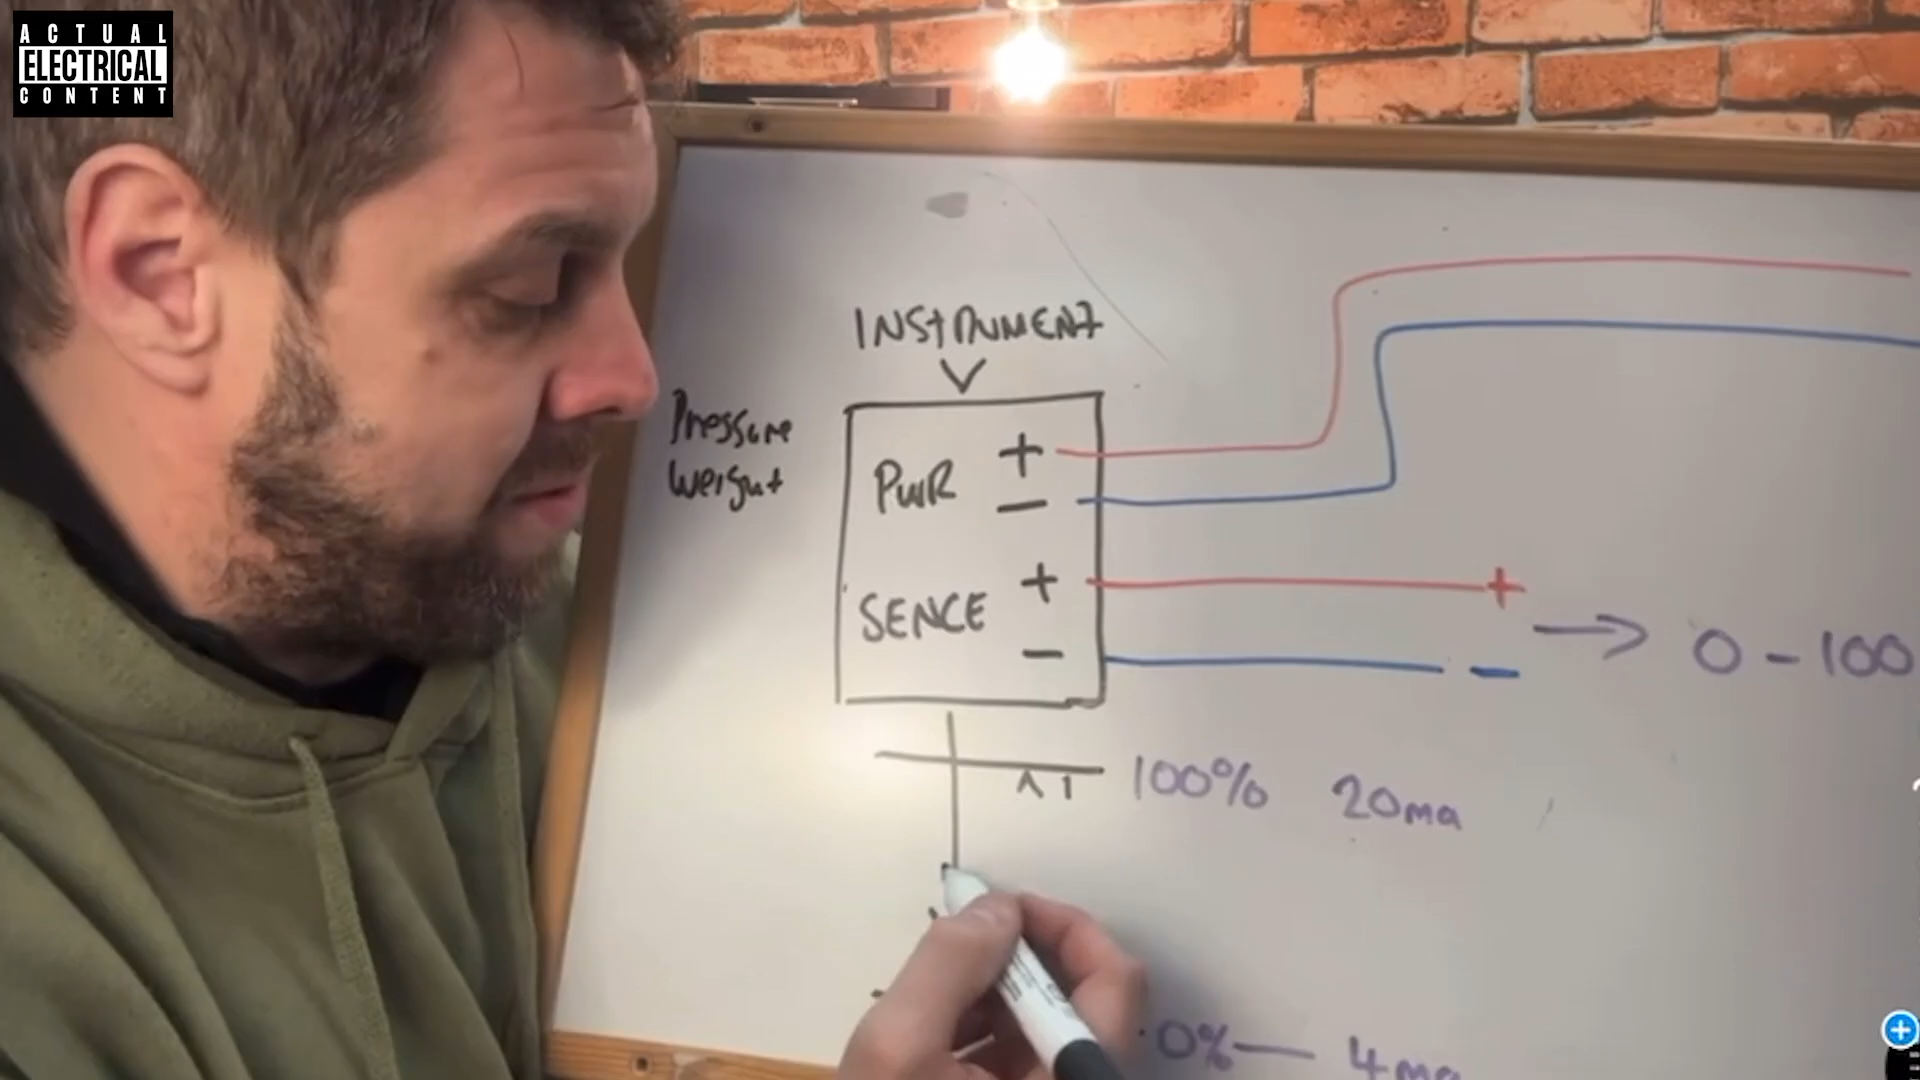 ACTUAL
ELECTRICAL
CONTENT
INSTRUMENT
Pressure
Weight
PWR + −
SENCE + −
+
−
→ 0 - 100
100% 20ma
0% — 4ma